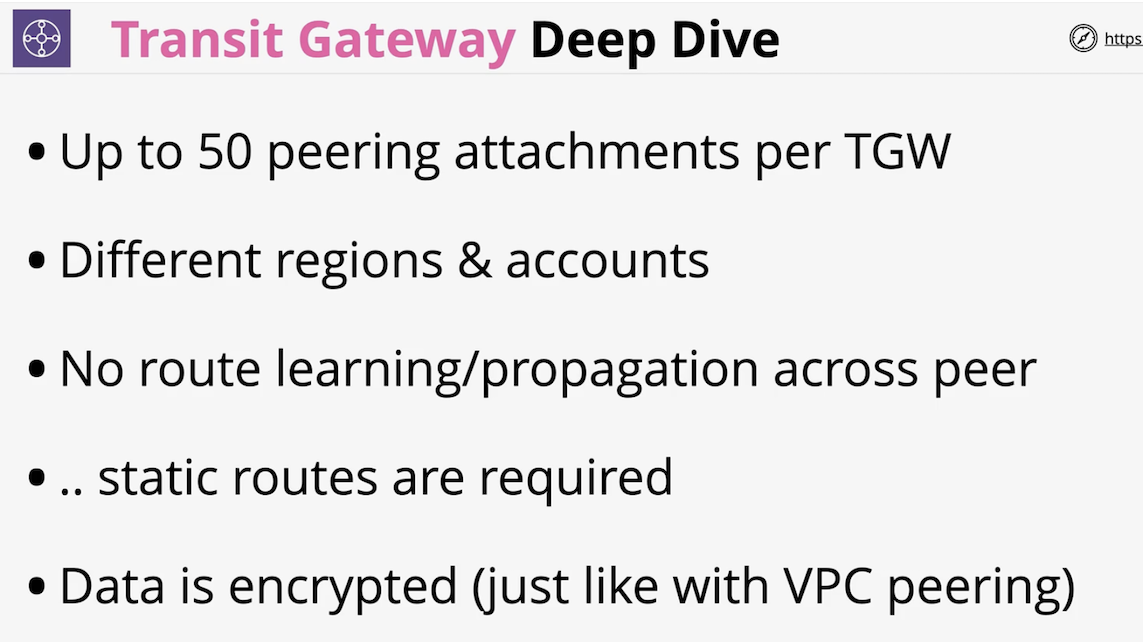 Transit Gateway Deep Dive
https
• Up to 50 peering attachments per TGW
• Different regions & accounts
• No route learning/propagation across peer
• .. static routes are required
• Data is encrypted (just like with VPC peering)